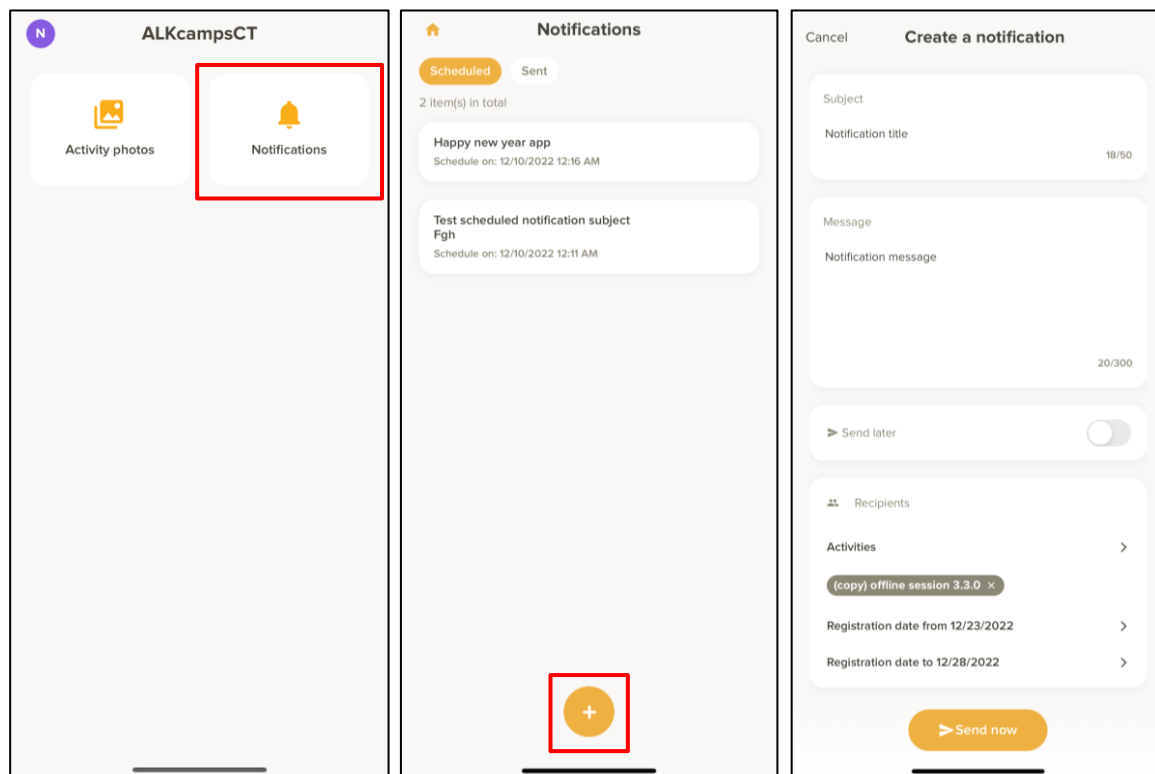 N
ALKcampsCT
Activity photos
Notifications
Notifications
Scheduled
Sent
2 item(s) in total
Happy new year app
Schedule on: 12/10/2022 12:16 AM
Test scheduled notification subject
Fgh
Schedule on: 12/10/2022 12:11 AM
Cancel
Create a notification
Subject
Notification title
18/50
Message
Notification message
20/300
Send later
Recipients
Activities
(copy) offline session 3.3.0 ×
Registration date from 12/23/2022
Registration date to 12/28/2022
Send now